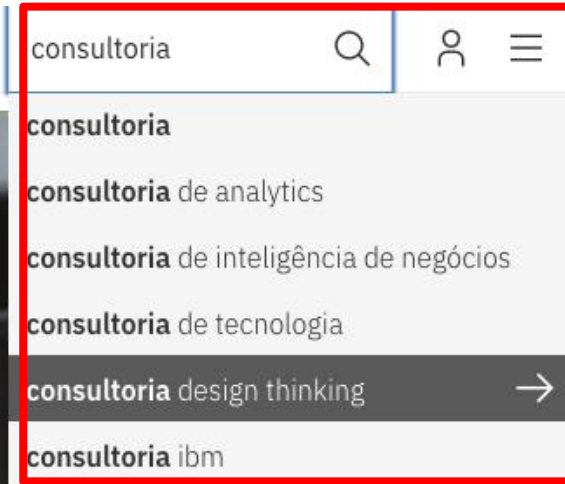 consultoria
consultoria
consultoria de analytics
consultoria de inteligência de negócios
consultoria de tecnologia
consultoria design thinking
consultoria ibm